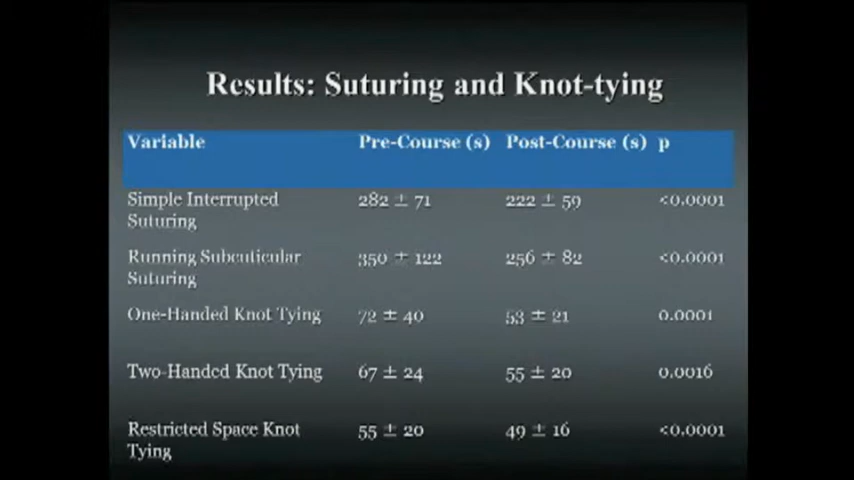 Results: Suturing and Knot-tying
Variable Pre-Course (s) Post-Course (s) p
Simple Interrupted Suturing 282 ± 71 222 ± 59 <0.0001
Running Subcuticular Suturing 350 ± 122 256 ± 82 <0.0001
One-Handed Knot Tying 72 ± 40 53 ± 21 0.0001
Two-Handed Knot Tying 67 ± 24 55 ± 20 0.0016
Restricted Space Knot Tying 55 ± 20 49 ± 16 <0.0001